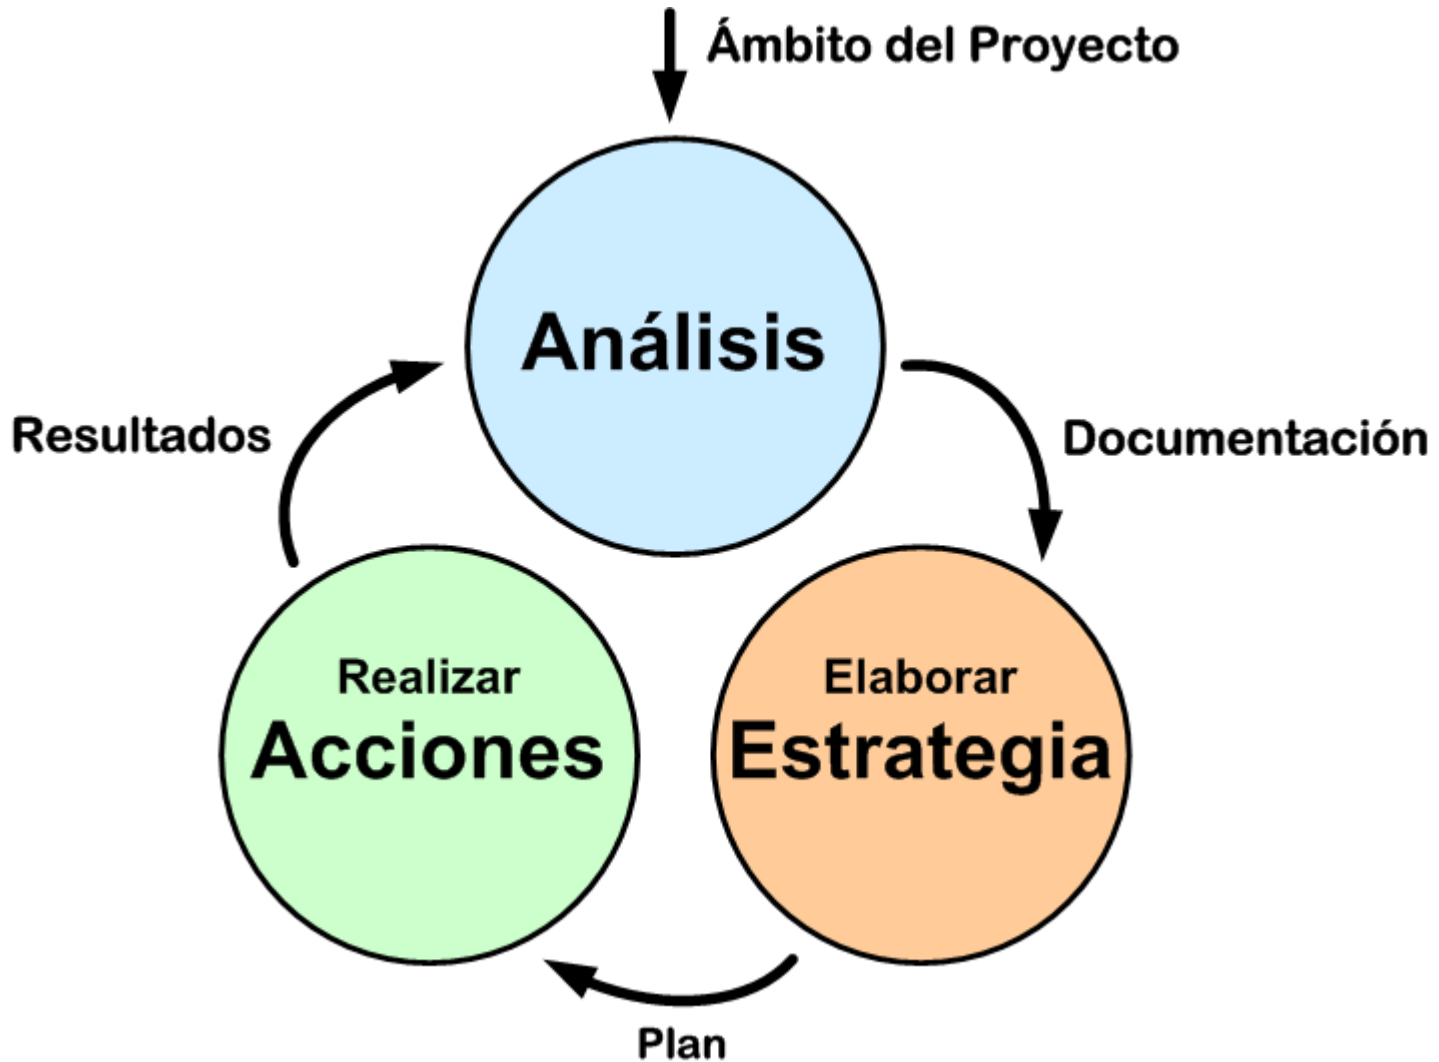 Ámbito del Proyecto
Análisis
Resultados
Documentación
Realizar
Acciones
Elaborar
Estrategia
Plan